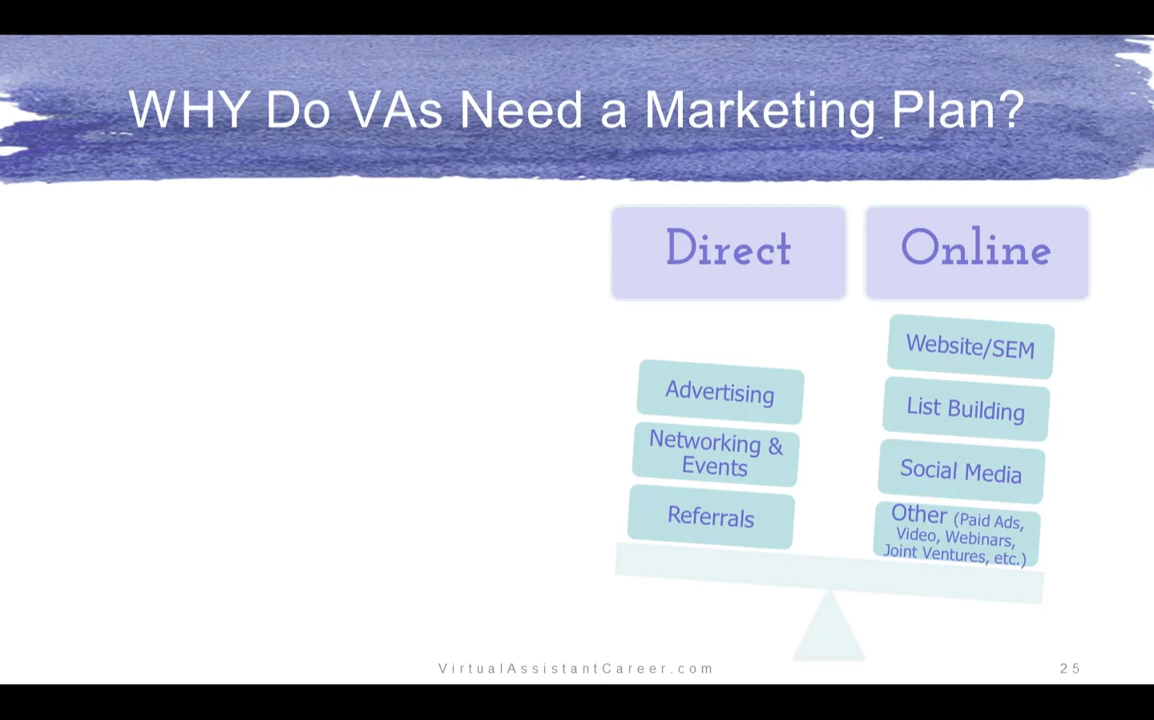 WHY Do VAs Need a Marketing Plan?
Direct
Online
Advertising
Networking &
Events
Referrals
Website/SEM
List Building
Social Media
Other (Paid Ads,
Video, Webinars,
Joint Ventures, etc.)
VirtualAssistantCareer.com
25